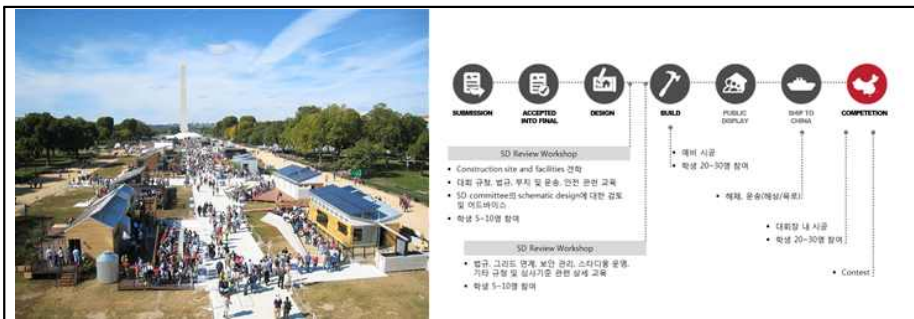 SUBMISSION
ACCEPTED
INTO FINAL
DESIGN
BUILD
PUBLIC
DISPLAY
SHIP TO
CHINA
COMPETETION
SD Review Workshop
• Construction site and facilities 견학
• 대회 규정, 법규, 부지 및 운송, 안전 관련 교육
• SD committee의 schematic design에 대한 검토
및 어드바이스
• 학생 5~10명 참여
SD Review Workshop
• 법규, 그리드 연계, 보안 관리, 스타디움 운영,
기타 규정 및 심사기준 관련 상세 교육
• 학생 5~10명 참여
• 예비 시공
• 학생 20~30명 참여
• 해체, 운송(해상/육로)
• 대회장 내 시공
• 학생 20~30명 참여
• Contest